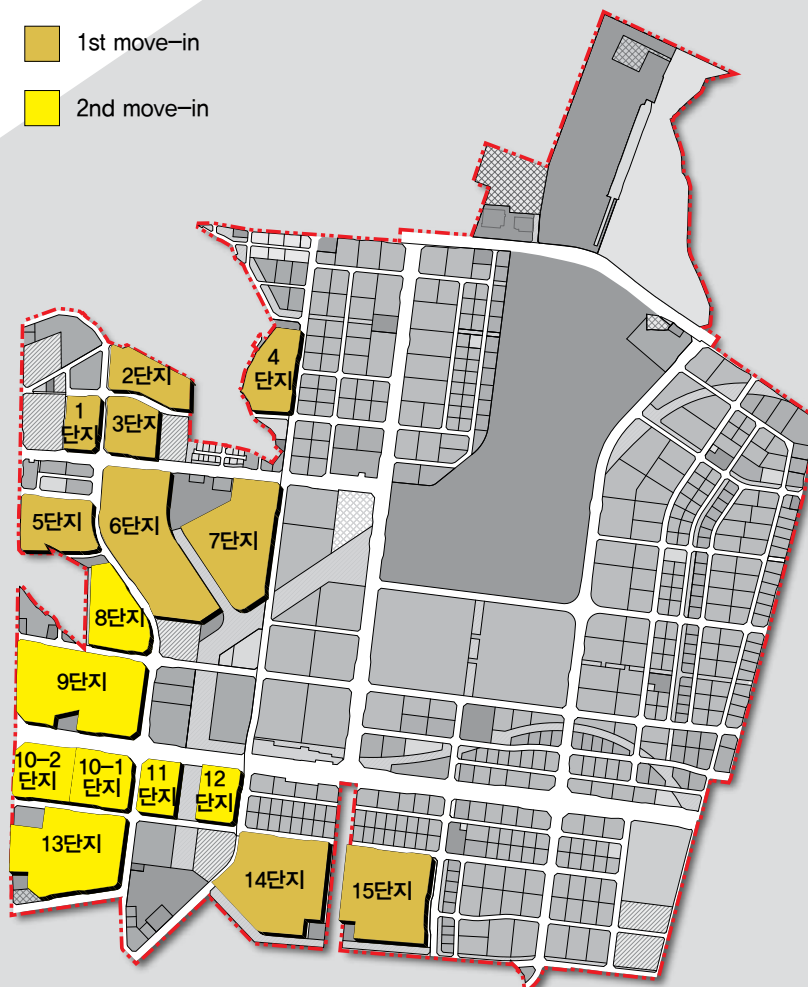 1st move-in
2nd move-in
4
단지
2단지
1
단지
3단지
5단지
6단지
7단지
8단지
9단지
10-2
단지
10-1
단지
11
단지
12
단지
13단지
14단지
15단지